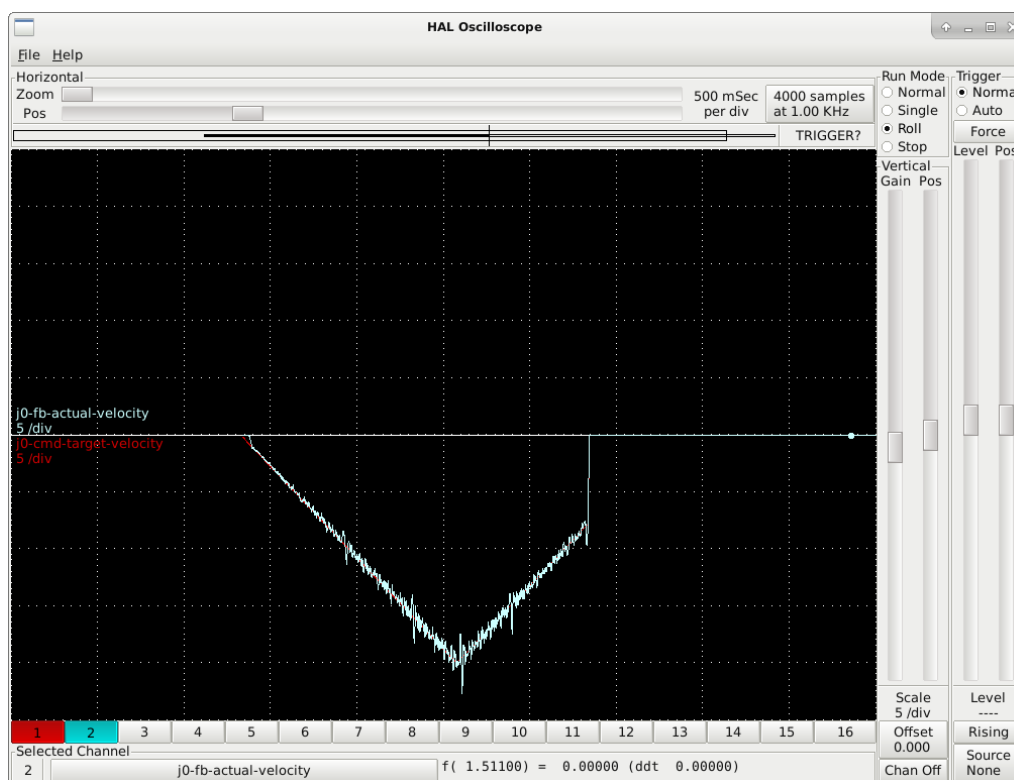 HAL Oscilloscope
File Help
Horizontal
Zoom
Pos
500 mSec
per div
4000 samples
at 1.00 KHz
TRIGGER?
Run Mode
Normal
Single
Roll
Stop
Trigger
Norma
Auto
Force
Level Pos
Vertical
Gain Pos
j0-fb-actual-velocity
5 /div
j0-cmd-target-velocity
5 /div
Scale
5 /div
Offset
0.000
Chan Off
Level
----
Rising
Source
None
1 2 3 4 5 6 7 8 9 10 11 12 13 14 15 16
Selected Channel
2 j0-fb-actual-velocity f( 1.51100) = 0.00000 (ddt 0.00000)